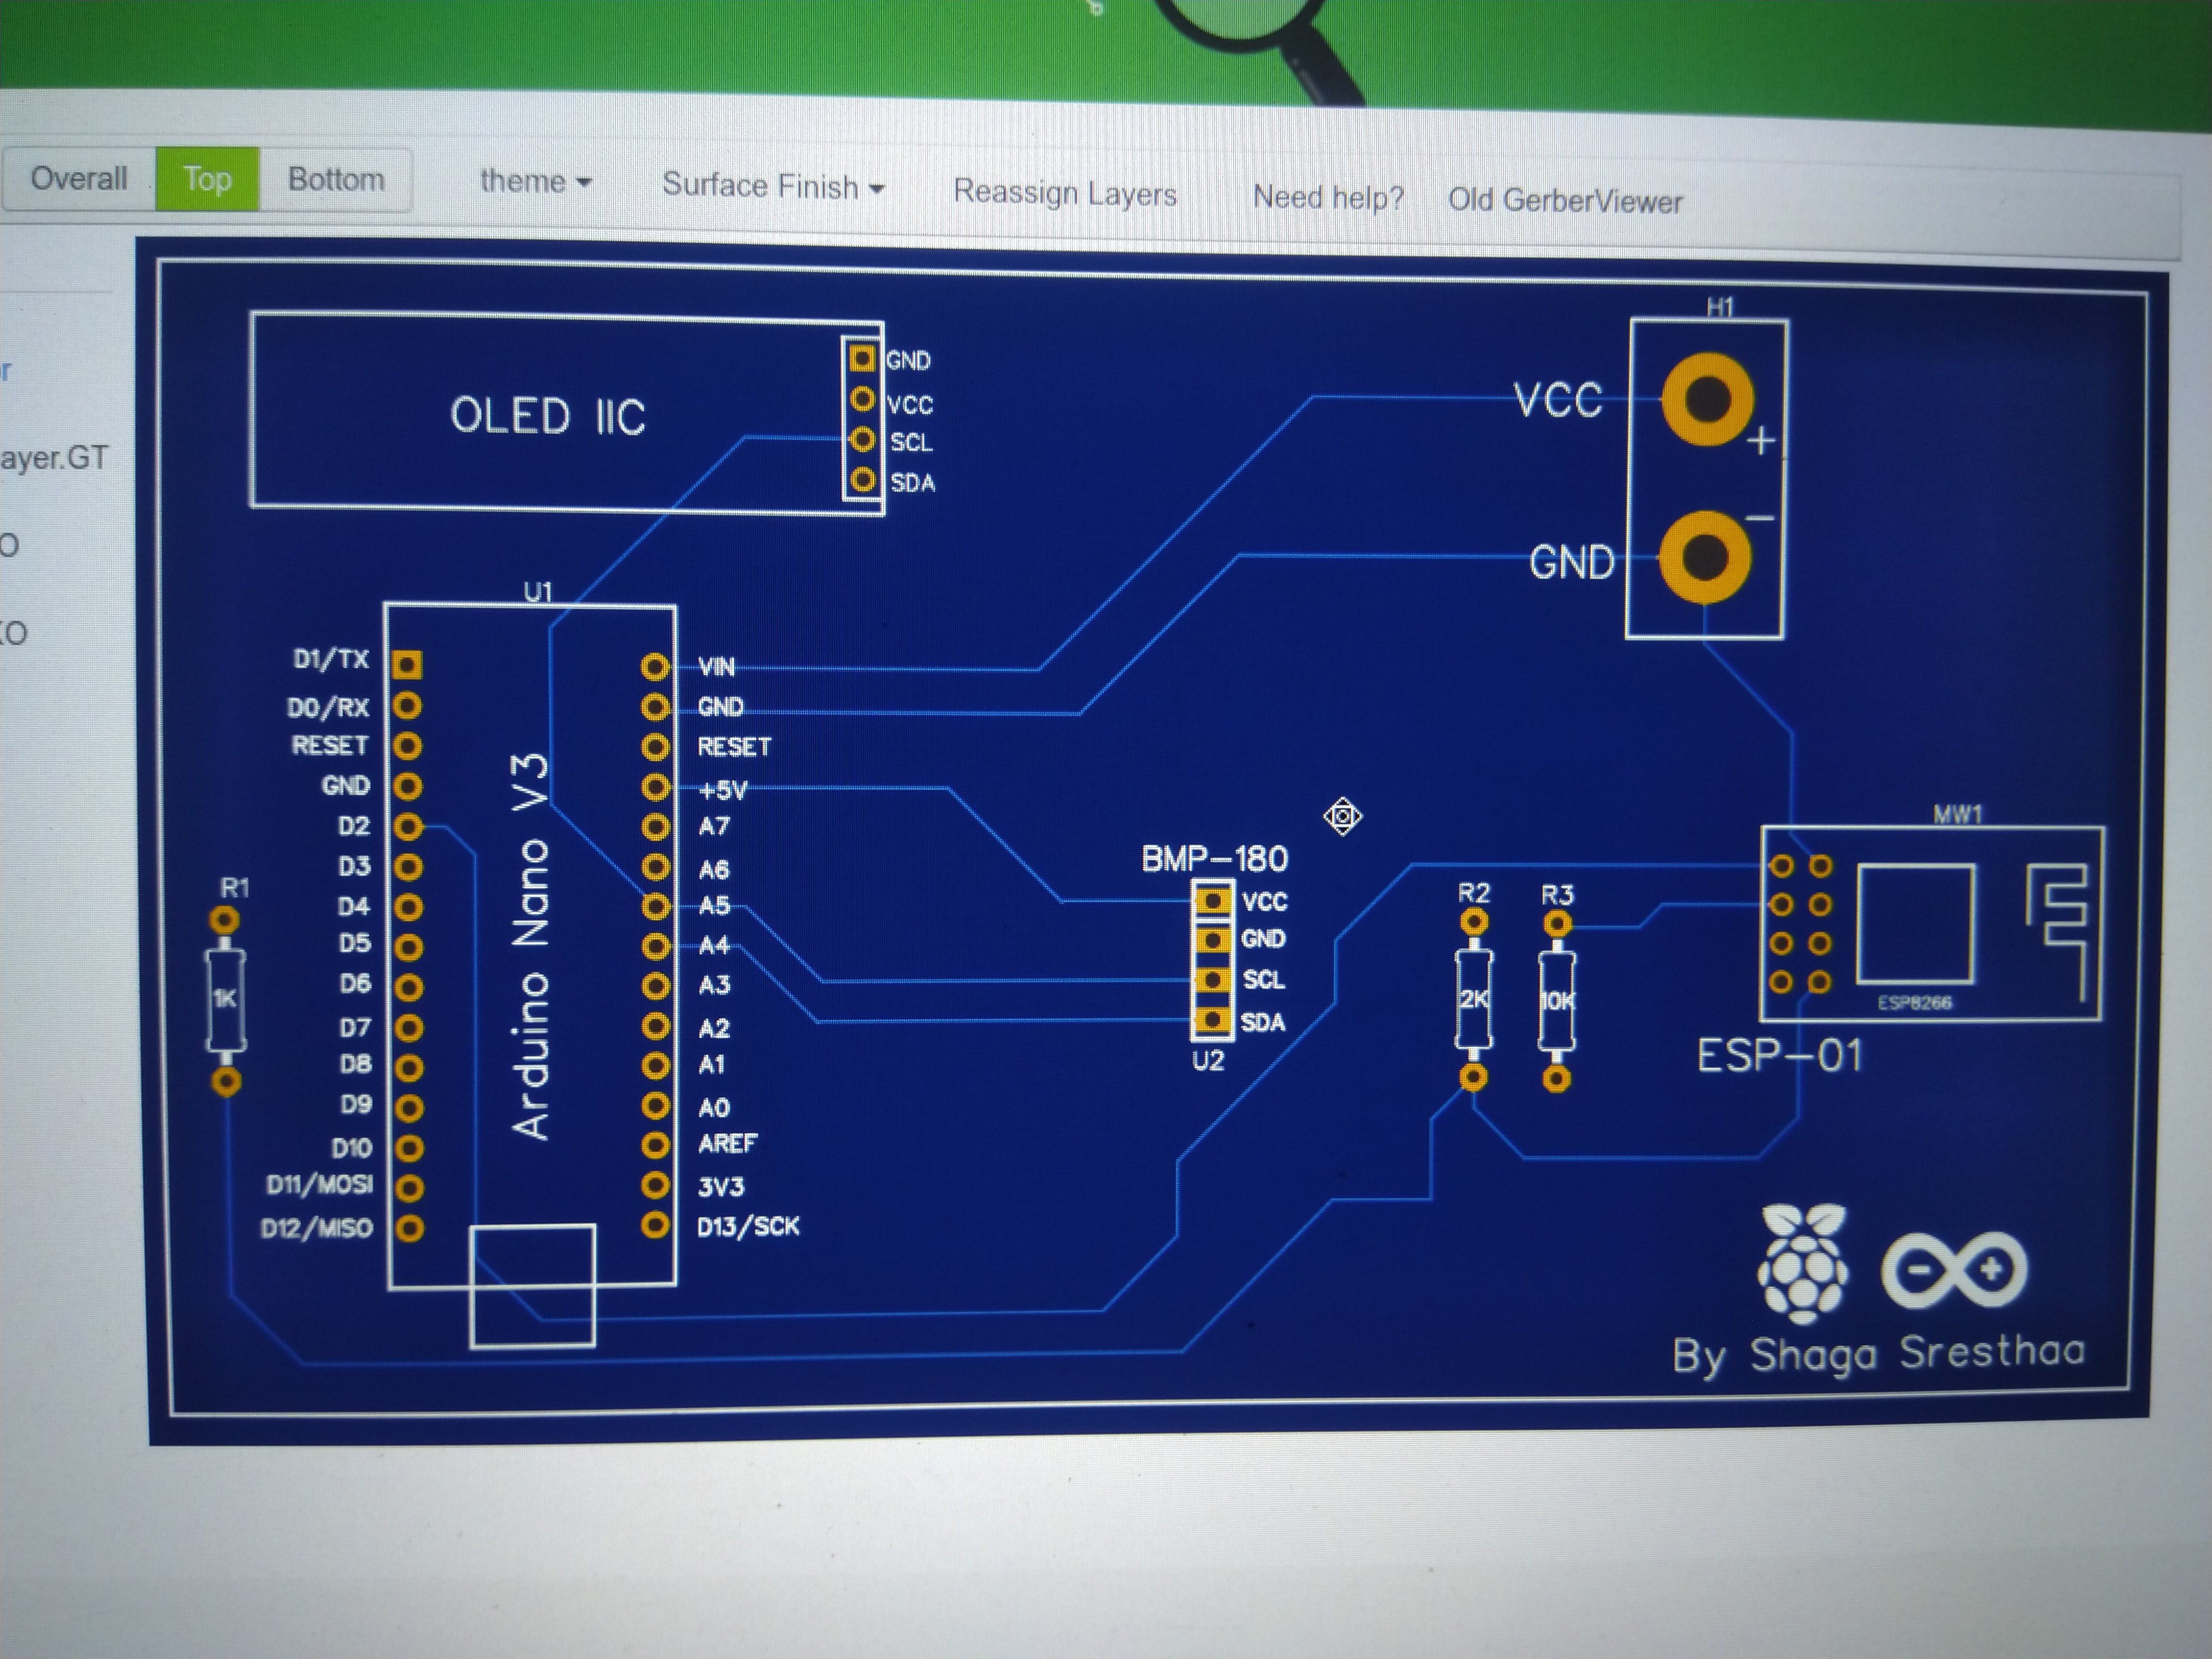 Overall Top Bottom theme Surface Finish Reassign Layers Need help? Old GerberViewer
r
ayer.GT
O
O
H1
VCC
+
−
GND
OLED IIC
GND
VCC
SCL
SDA
U1
Arduino Nano V3
D1/TX
D0/RX
RESET
GND
D2
D3
D4
D5
D6
D7
D8
D9
D10
D11/MOSI
D12/MISO
VIN
GND
RESET
+5V
A7
A6
A5
A4
A3
A2
A1
A0
AREF
3V3
D13/SCK
R1
1K
BMP-180
VCC
GND
SCL
SDA
U2
R2
2K
R3
10K
MW1
ESP8266
ESP-01
By Shaga Sresthaa